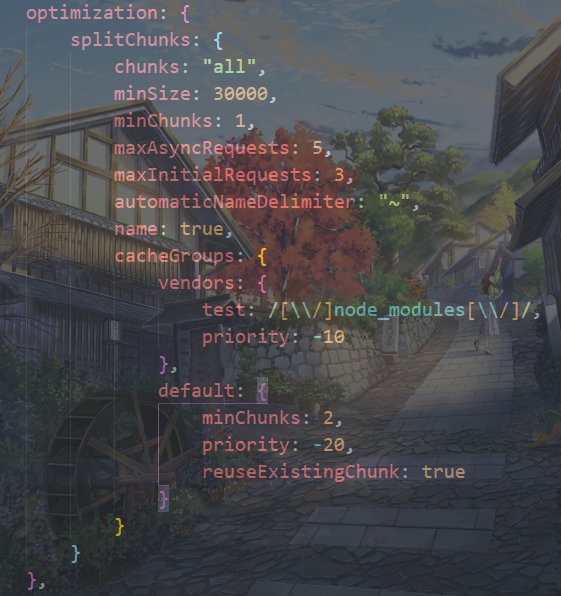 optimization: {
splitChunks: {
chunks: "all",
minSize: 30000,
minChunks: 1,
maxAsyncRequests: 5,
maxInitialRequests: 3,
automaticNameDelimiter: "~",
name: true,
cacheGroups: {
vendors: {
test: /[\\/]node_modules[\\/]/,
priority: -10
},
default: {
minChunks: 2,
priority: -20,
reuseExistingChunk: true
}
}
}
},